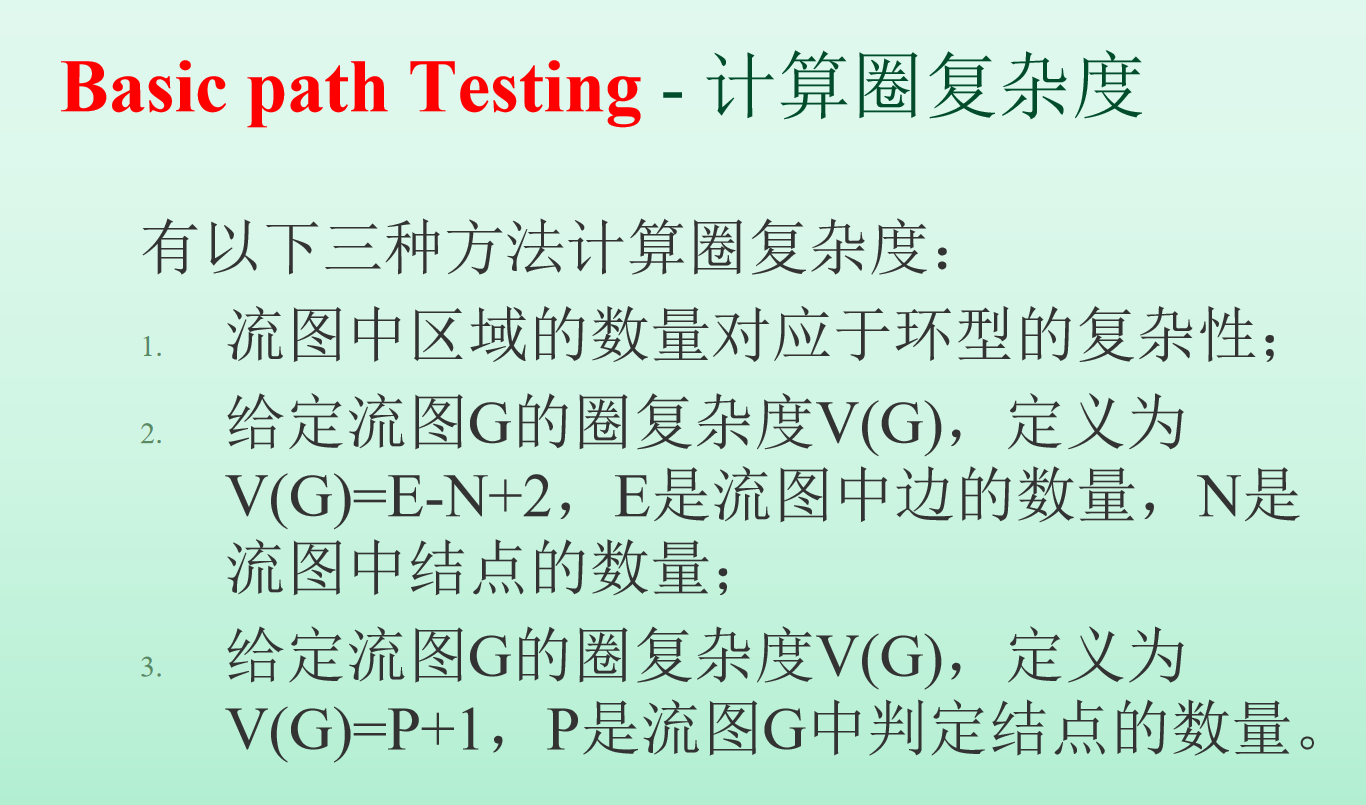 Basic path Testing - 计算圈复杂度
有以下三种方法计算圈复杂度：
1. 流图中区域的数量对应于环型的复杂性；
2. 给定流图G的圈复杂度V(G)，定义为
V(G)=E-N+2，E是流图中边的数量，N是
流图中结点的数量；
3. 给定流图G的圈复杂度V(G)，定义为
V(G)=P+1，P是流图G中判定结点的数量。